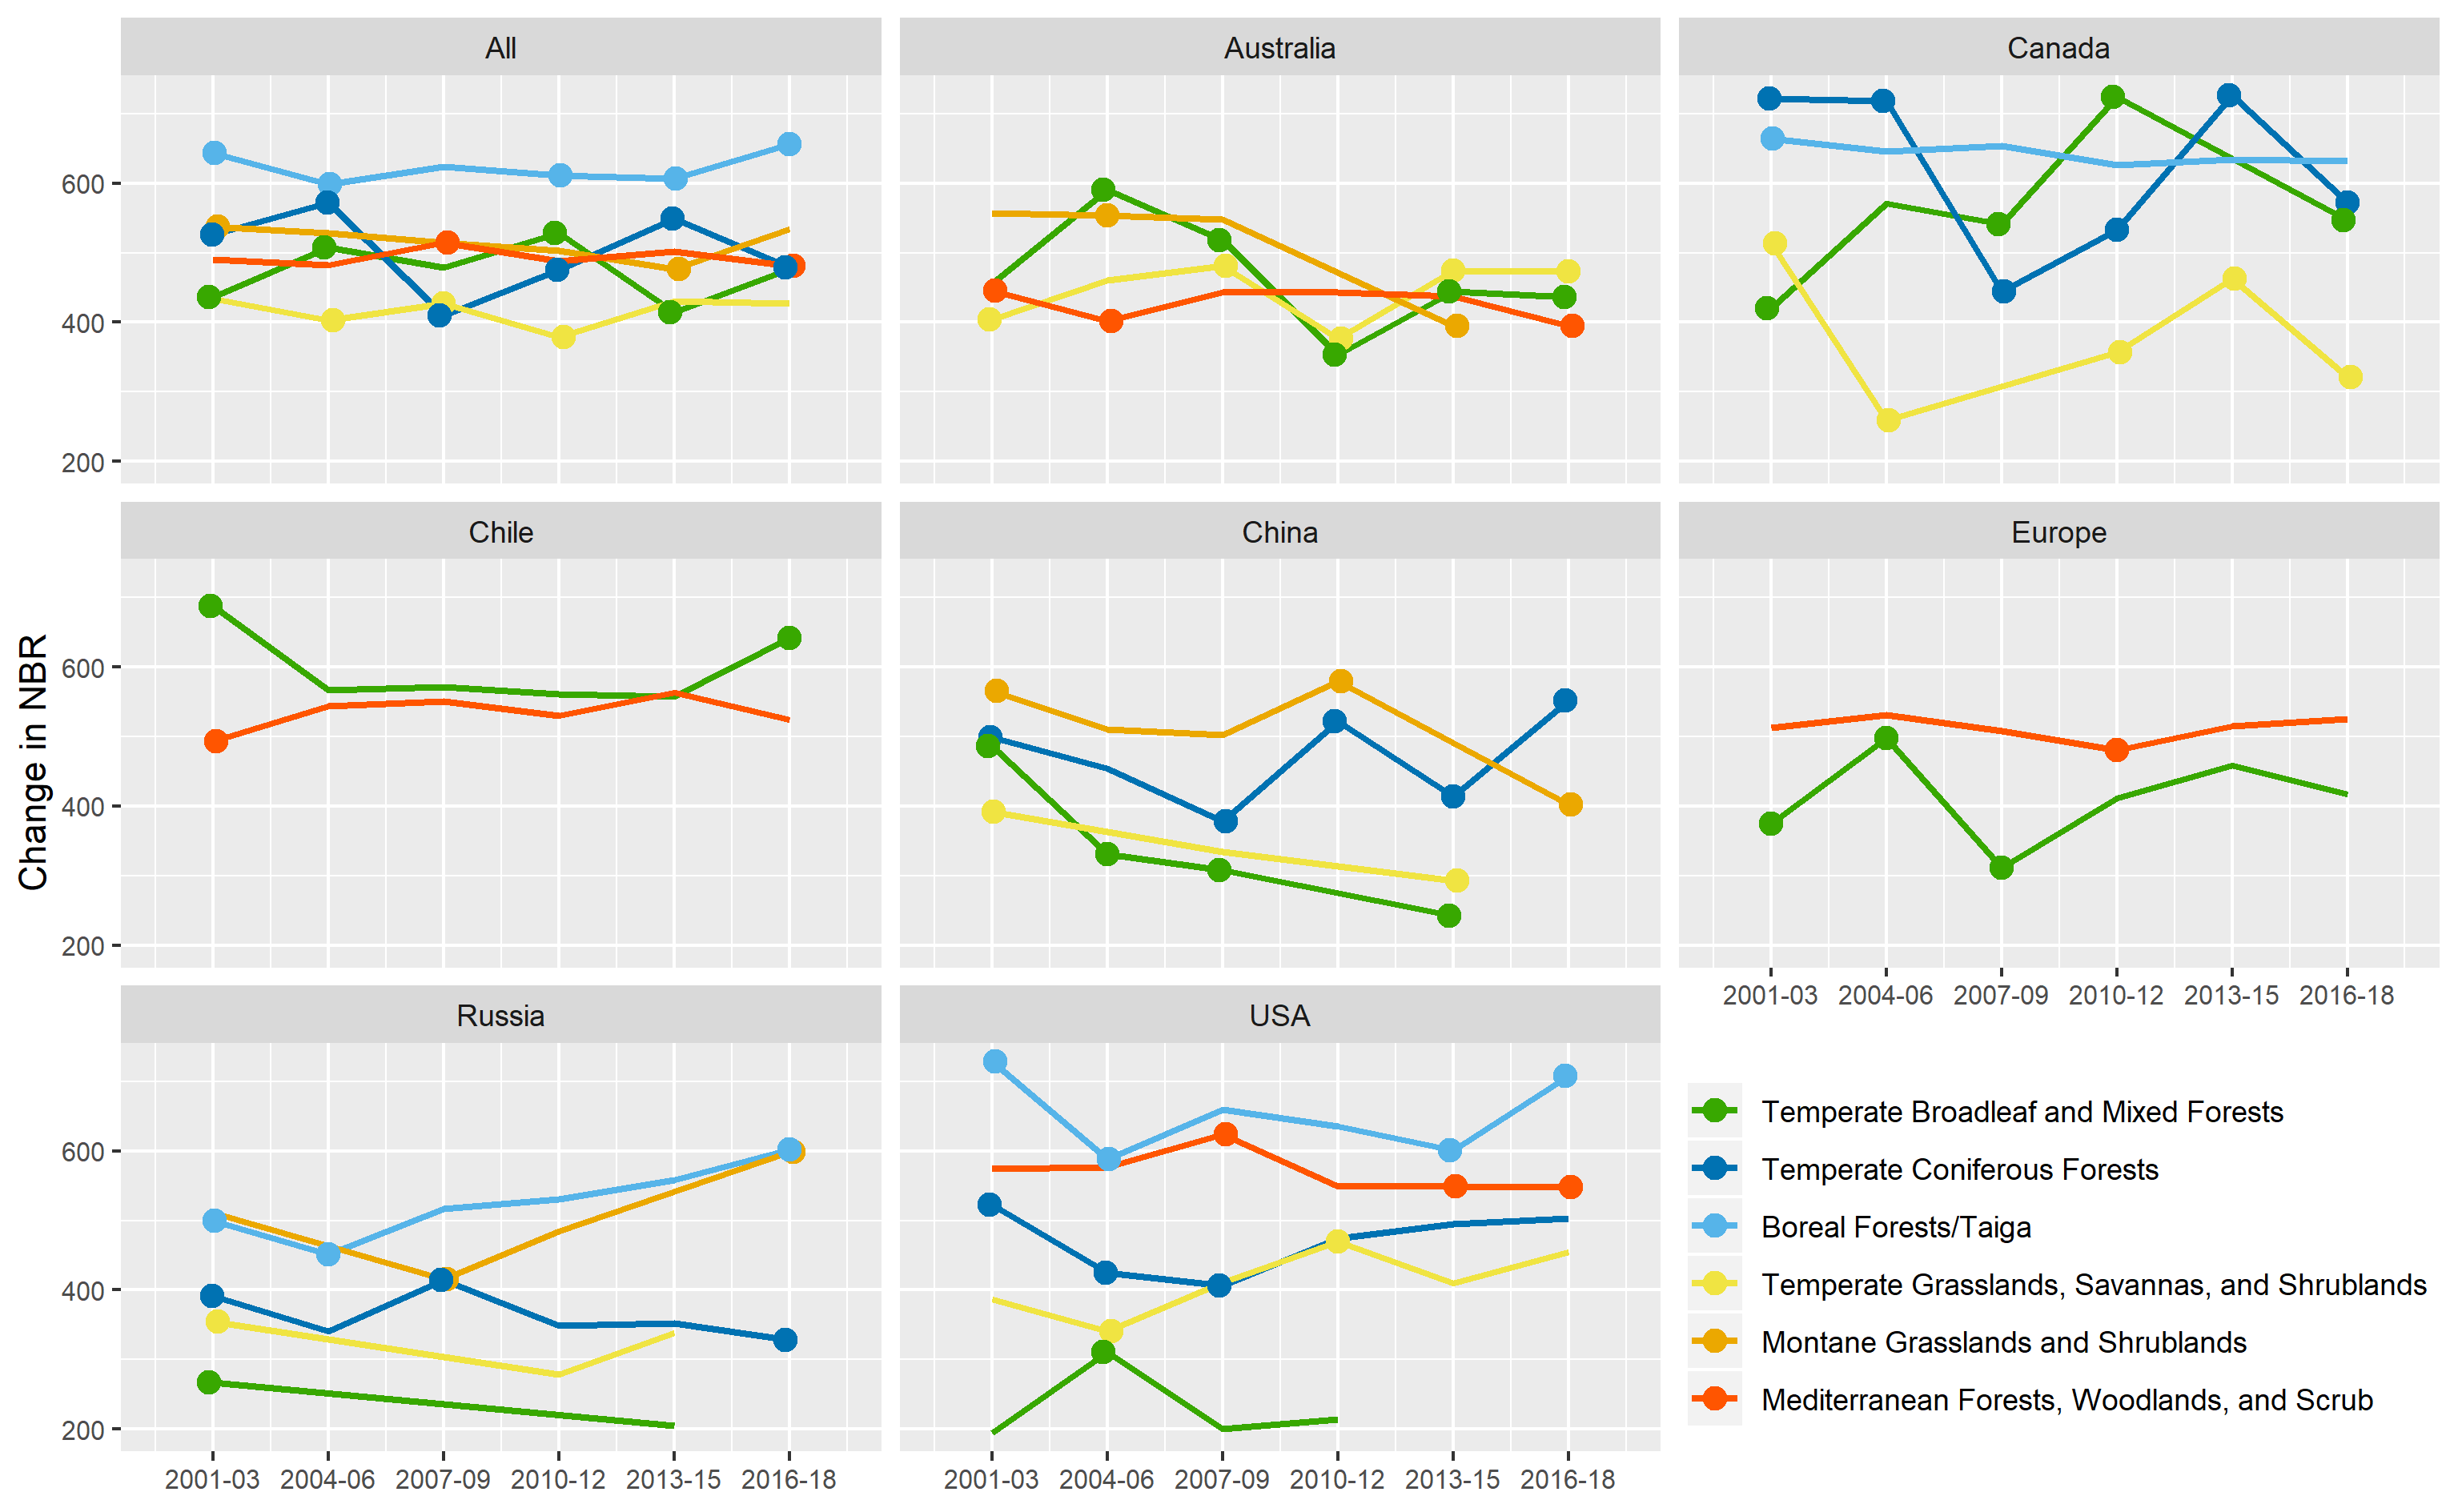 All
Australia
Canada
600
400
200
Chile
China
Europe
Change in NBR
600
400
200
2001-03 2004-06 2007-09 2010-12 2013-15 2016-18
Russia
USA
600
400
200
Temperate Broadleaf and Mixed Forests
Temperate Coniferous Forests
Boreal Forests/Taiga
Temperate Grasslands, Savannas, and Shrublands
Montane Grasslands and Shrublands
Mediterranean Forests, Woodlands, and Scrub
2001-03 2004-06 2007-09 2010-12 2013-15 2016-18
2001-03 2004-06 2007-09 2010-12 2013-15 2016-18